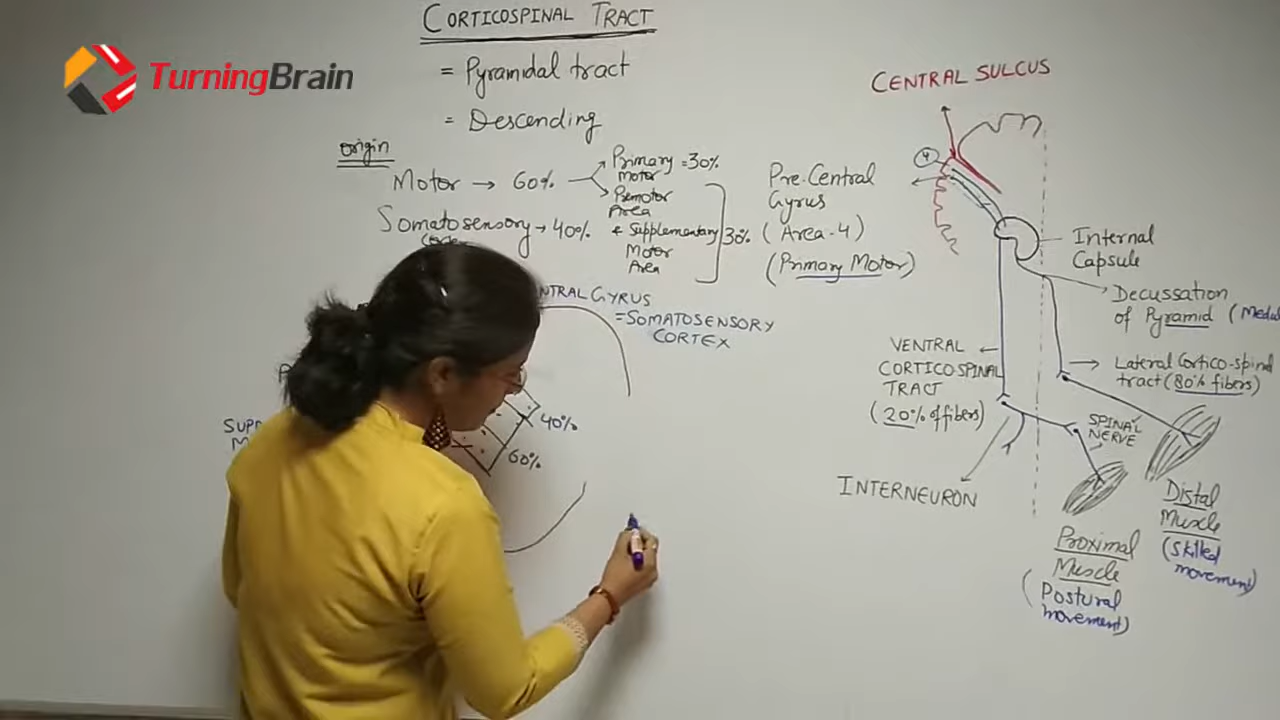 TurningBrain
CORTICOSPINAL TRACT
= Pyramidal tract
= Descending
Origin
Motor → 60%
Primary = 30%
Motor
Premotor
Area
+ Supplementary
Motor
Area
30%
Somatosensory → 40%
Pre-Central
Gyrus
(Area-4)
(Primary Motor)
NTRAL GYRUS
= SOMATOSENSORY
CORTEX
SUPP
M
40%
60%
CENTRAL SULCUS
4
Internal
Capsule
Decussation
of Pyramid (Medul
VENTRAL
CORTICOSPINAL
TRACT
(20% of fibers)
Lateral Cortico-spinal
tract (80% fibers)
SPINAL
NERVE
INTERNEURON
Distal
Muscle
(Skilled
movement)
Proximal
Muscle
(Postural
movement)